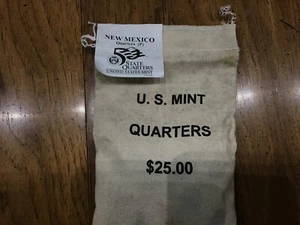 NEW MEXICO
Quarters (P)
50
STATE
QUARTERS
UNITED STATES MINT
U. S. MINT
QUARTERS
$25.00